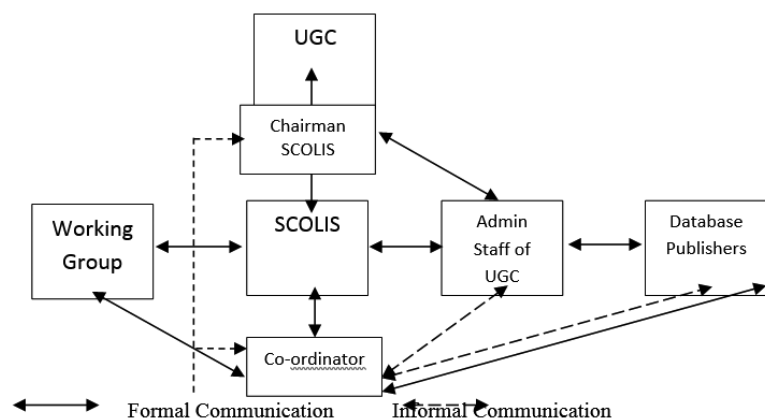 UGC
Chairman
SCOLIS
Working
Group
SCOLIS
Admin
Staff of
UGC
Database
Publishers
Co-ordinator
Formal Communication
Informal Communication